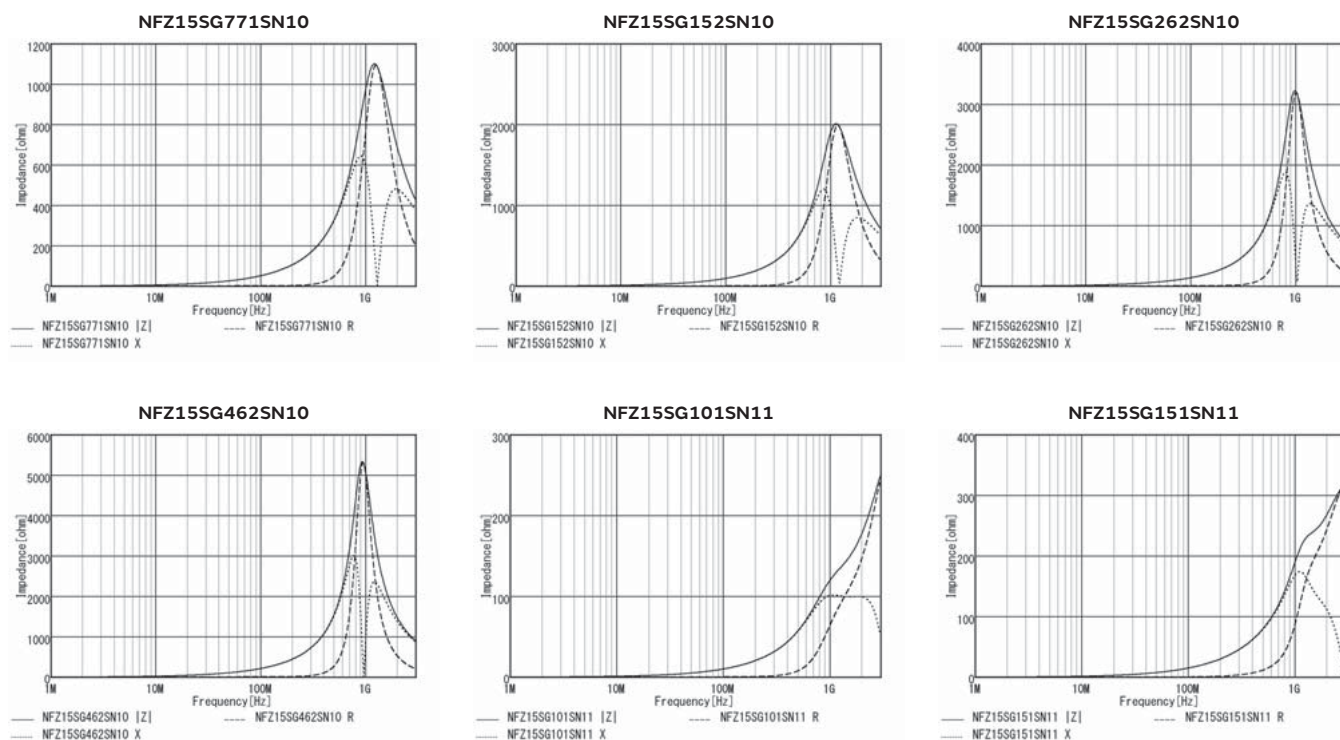 NFZ15SG771SN10
1200
1000
800
600
400
200
0
Impedance[ohm]
1M 10M 100M 1G
Frequency[Hz]
NFZ15SG771SN10 |Z| NFZ15SG771SN10 R
NFZ15SG771SN10 X
NFZ15SG152SN10
3000
2000
1000
0
Impedance[ohm]
1M 10M 100M 1G
Frequency[Hz]
NFZ15SG152SN10 |Z| NFZ15SG152SN10 R
NFZ15SG152SN10 X
NFZ15SG262SN10
4000
3000
2000
1000
0
Impedance[ohm]
1M 10M 100M 1G
Frequency[Hz]
NFZ15SG262SN10 |Z| NFZ15SG262SN10 R
NFZ15SG262SN10 X
NFZ15SG462SN10
6000
5000
4000
3000
2000
1000
0
Impedance[ohm]
1M 10M 100M 1G
Frequency[Hz]
NFZ15SG462SN10 |Z| NFZ15SG462SN10 R
NFZ15SG462SN10 X
NFZ15SG101SN11
300
200
100
0
Impedance[ohm]
1M 10M 100M 1G
Frequency[Hz]
NFZ15SG101SN11 |Z| NFZ15SG101SN11 R
NFZ15SG101SN11 X
NFZ15SG151SN11
400
300
200
100
0
Impedance[ohm]
1M 10M 100M 1G
Frequency[Hz]
NFZ15SG151SN11 |Z| NFZ15SG151SN11 R
NFZ15SG151SN11 X